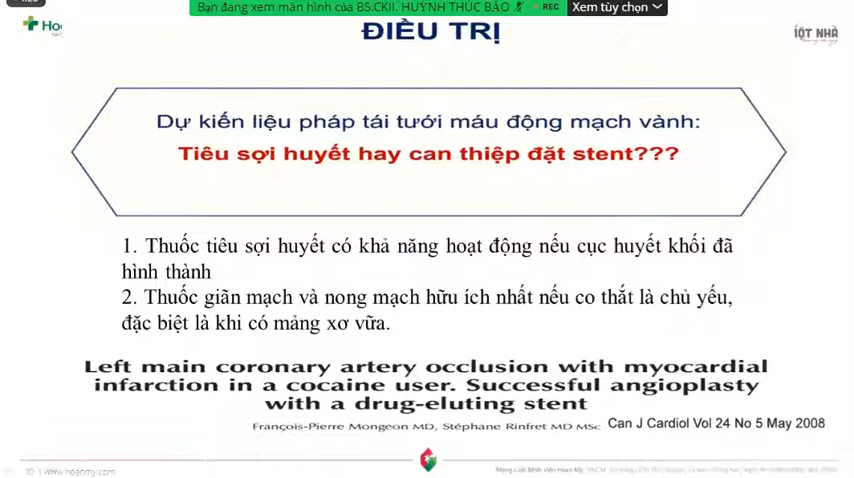 Bạn đang xem màn hình của BS.CKII. HUỲNH THÚC BẢO
REC
Xem tùy chọn
ĐIỀU TRỊ
Dự kiến liệu pháp tái tưới máu động mạch vành:
Tiêu sợi huyết hay can thiệp đặt stent???
1. Thuốc tiêu sợi huyết có khả năng hoạt động nếu cục huyết khối đã
hình thành
2. Thuốc giãn mạch và nong mạch hữu ích nhất nếu co thắt là chủ yếu,
đặc biệt là khi có mảng xơ vữa.
Left main coronary artery occlusion with myocardial
infarction in a cocaine user. Successful angioplasty
with a drug-eluting stent
François-Pierre Mongeon MD, Stéphane Rinfret MD MSc
Can J Cardiol Vol 24 No 5 May 2008
| www.hoanmy.com